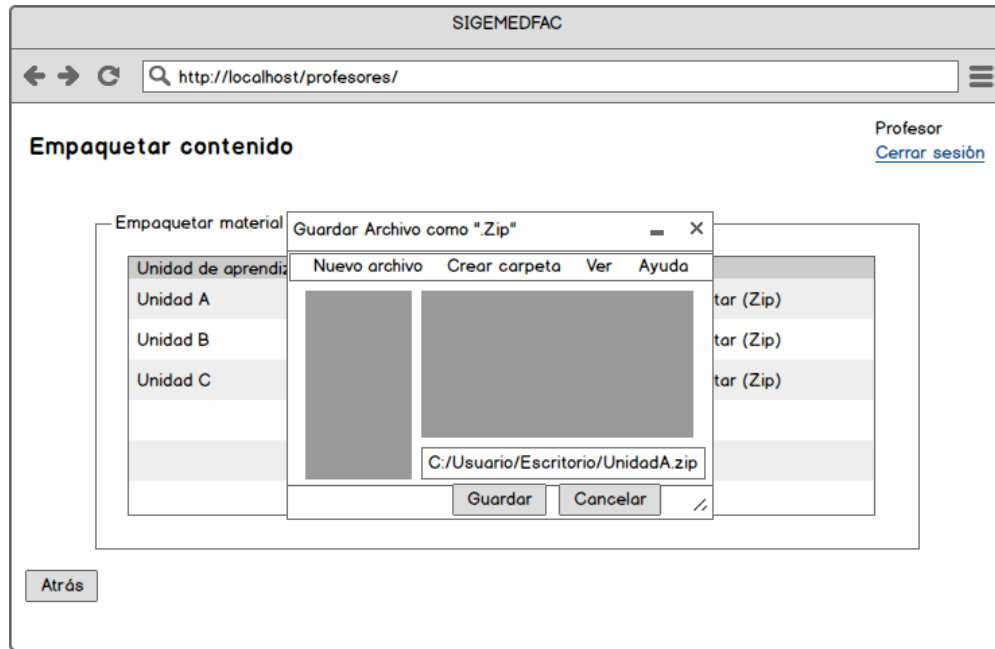 SIGEMEDFAC
http://localhost/profesores/
Empaquetar contenido
Profesor
Cerrar sesión
Empaquetar material
Guardar Archivo como ".Zip"
Nuevo archivo Crear carpeta Ver Ayuda
Unidad de aprendiz
Unidad A
tar (Zip)
Unidad B
tar (Zip)
Unidad C
tar (Zip)
C:/Usuario/Escritorio/UnidadA.zip
Guardar Cancelar
Atrás